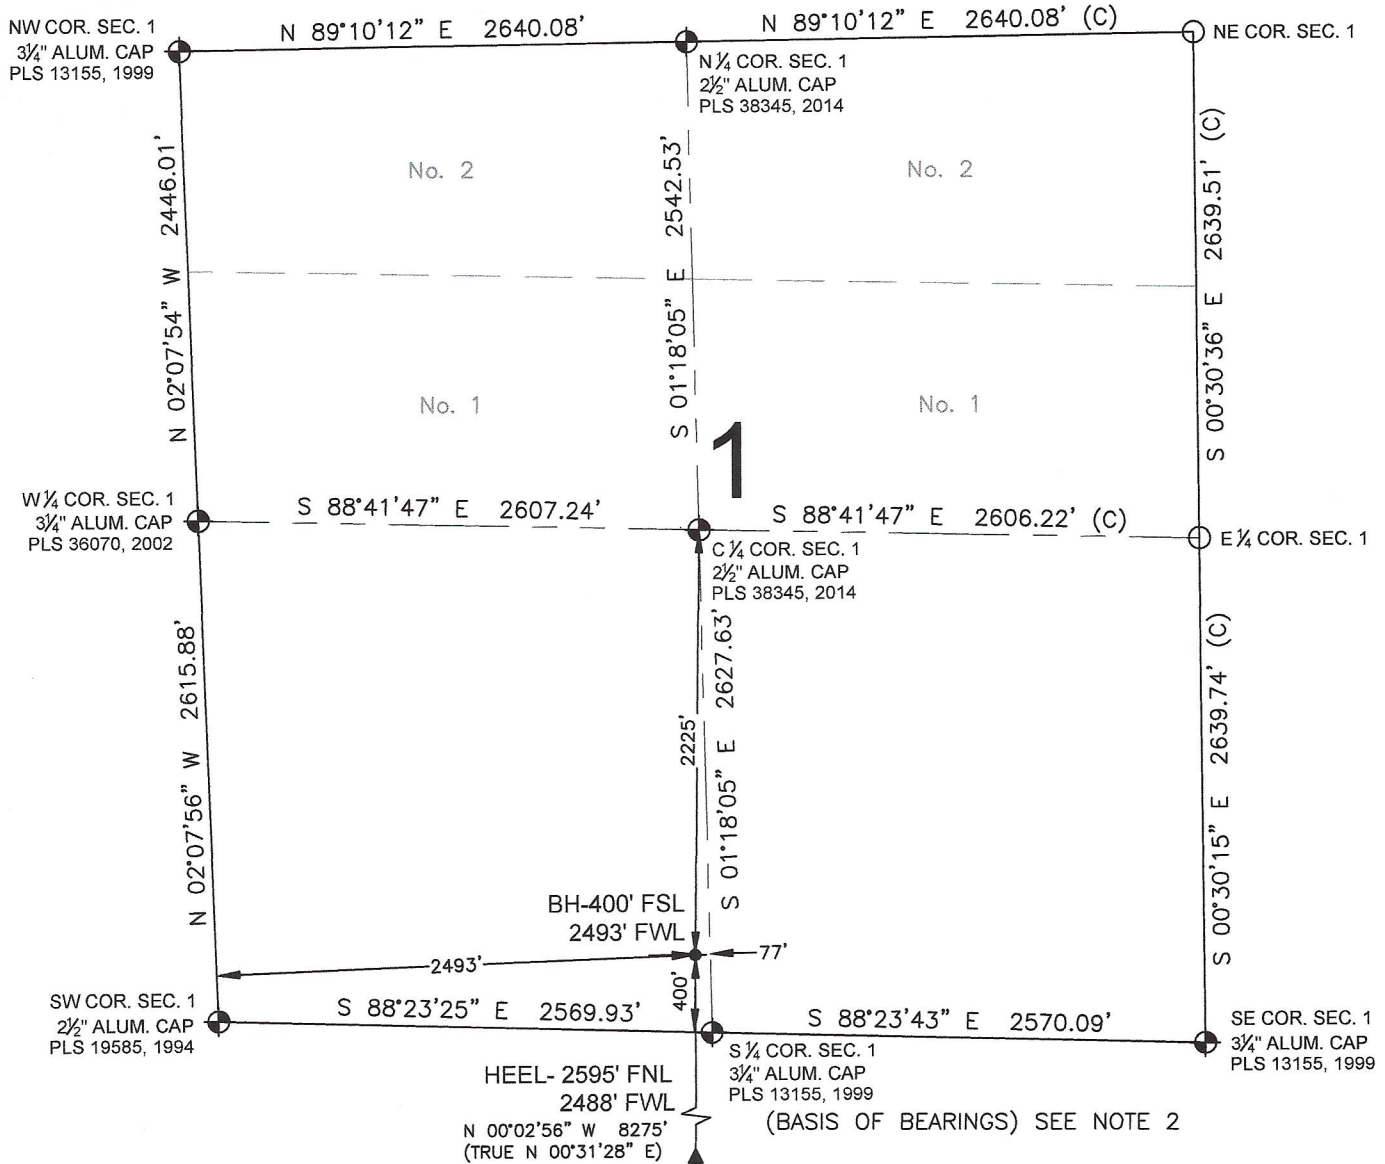 NW COR. SEC. 1
3¼" ALUM. CAP
PLS 13155, 1999
N 89°10'12" E 2640.08'
N 89°10'12" E 2640.08' (C)
NE COR. SEC. 1
N ¼ COR. SEC. 1
2½" ALUM. CAP
PLS 38345, 2014
N 02°07'54" W 2446.01'
No. 2
S 01°18'05" E 2542.53'
No. 2
S 00°30'36" E 2639.51' (C)
No. 1
No. 1
1
W ¼ COR. SEC. 1
3¼" ALUM. CAP
PLS 36070, 2002
S 88°41'47" E 2607.24'
S 88°41'47" E 2606.22' (C)
E ¼ COR. SEC. 1
C ¼ COR. SEC. 1
2½" ALUM. CAP
PLS 38345, 2014
N 02°07'56" W 2615.88'
2225'
S 01°18'05" E 2627.63'
S 00°30'15" E 2639.74' (C)
BH-400' FSL
2493' FWL
77'
2493'
400'
SW COR. SEC. 1
2½" ALUM. CAP
PLS 19585, 1994
S 88°23'25" E 2569.93'
S 88°23'43" E 2570.09'
SE COR. SEC. 1
3¼" ALUM. CAP
PLS 13155, 1999
S ¼ COR. SEC. 1
3¼" ALUM. CAP
PLS 13155, 1999
HEEL- 2595' FNL
2488' FWL
N 00°02'56" W 8275'
(TRUE N 00°31'28" E)
(BASIS OF BEARINGS) SEE NOTE 2